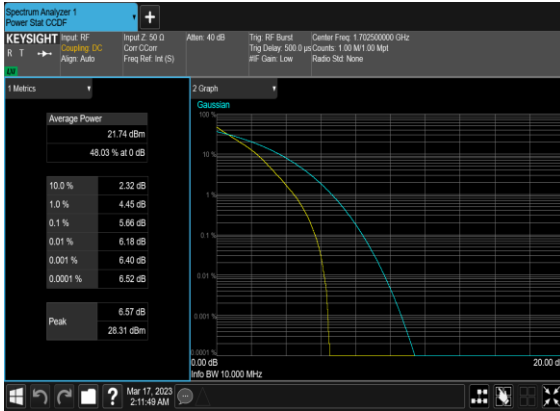 Spectrum Analyzer 1
Power Stat CCDF
KEYSIGHT
R T
Input: RF
Coupling: DC
Align: Auto
Input Z: 50 Ω
Corr CCorr
Freq Ref: Int (S)
Atten: 40 dB
Trig: RF Burst
Trig Delay: 500.0 µs
#IF Gain: Low
Center Freq: 1.702500000 GHz
Counts: 1.00 M/1.00 Mpt
Radio Std: None
1 Metrics
Average Power
21.74 dBm
48.03 % at 0 dB
10.0 % 2.32 dB
1.0 % 4.45 dB
0.1 % 5.66 dB
0.01 % 6.18 dB
0.001 % 6.40 dB
0.0001 % 6.52 dB
Peak
6.57 dB
28.31 dBm
2 Graph
Gaussian
100 %
10 %
1 %
0.1 %
0.01 %
0.001 %
0.0001 %
0.00 dB
20.00 d
Info BW 10.000 MHz
?
Mar 17, 2023
2:11:49 AM